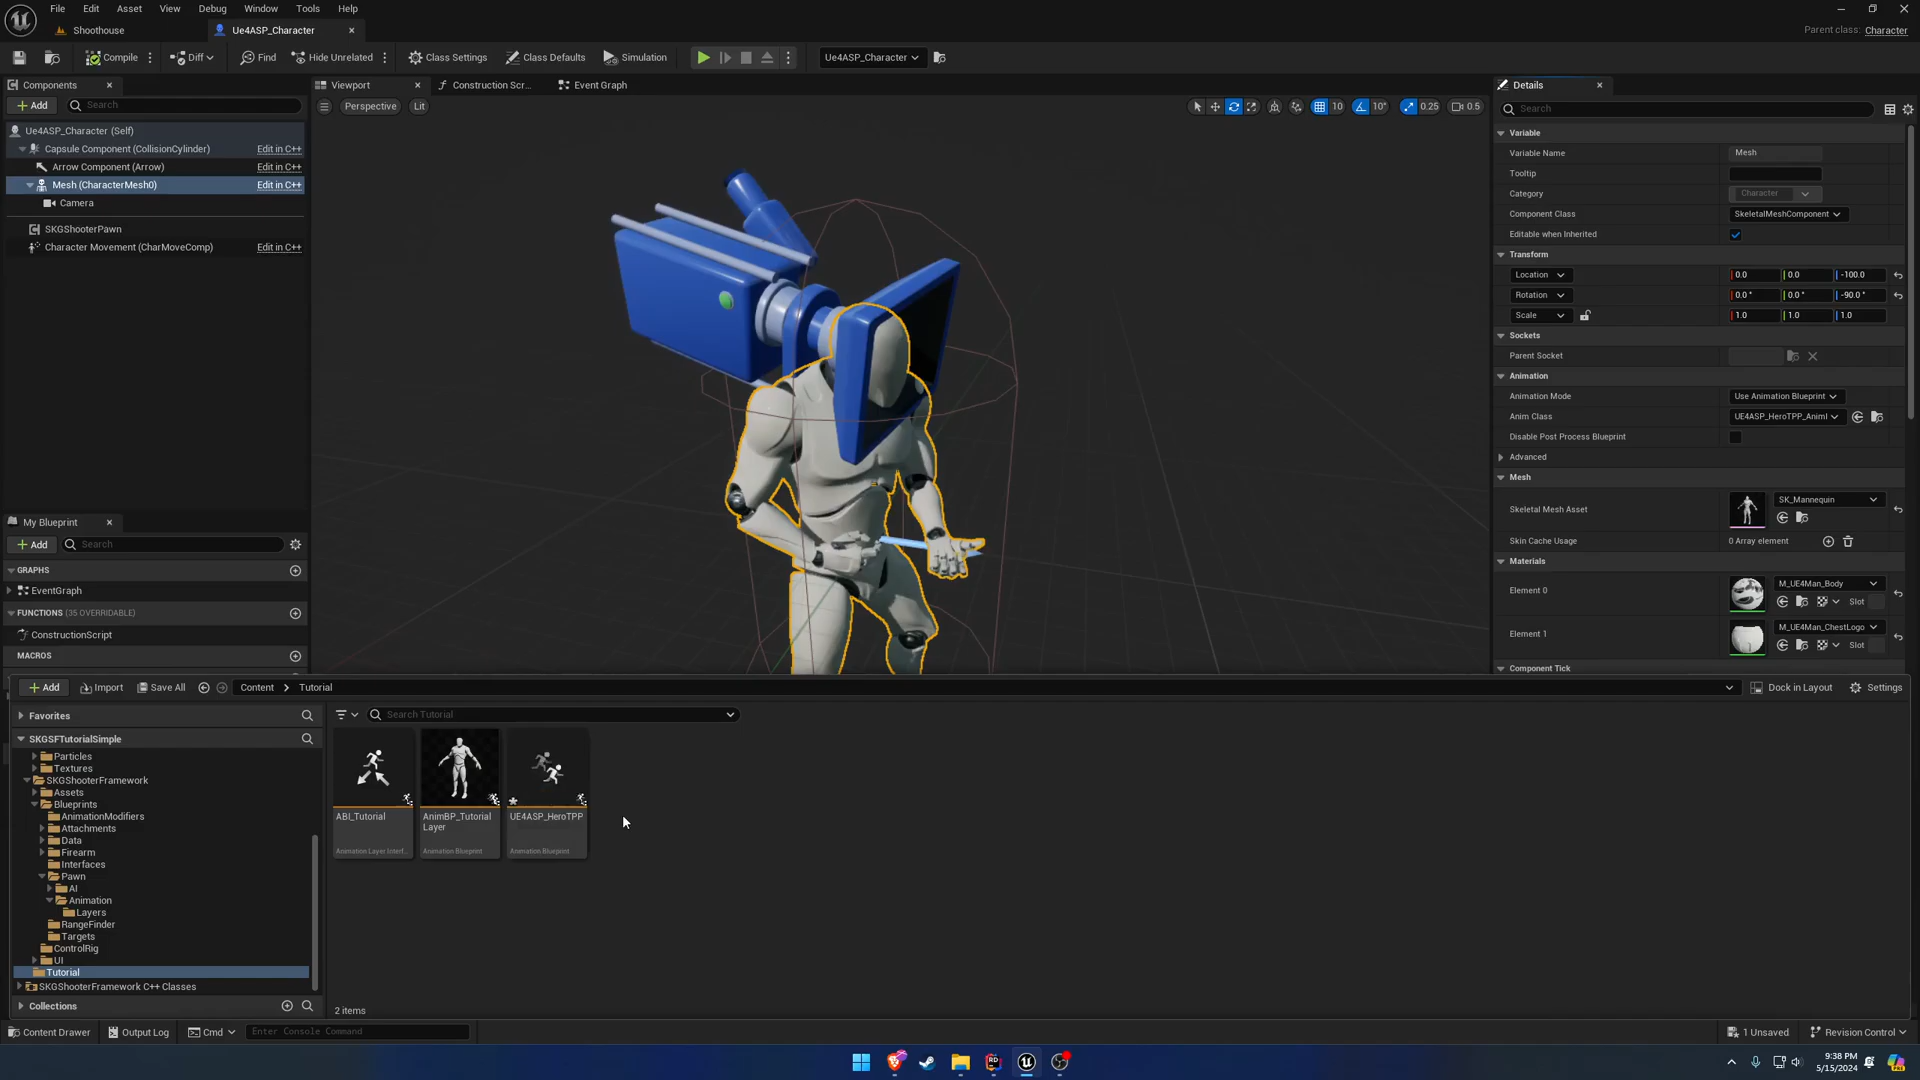 File Edit Asset View Debug Window Tools Help
Shoothouse
Ue4ASP_Character
Parent class: Character
Compile
Diff
Find
Hide Unrelated
Class Settings
Class Defaults
Simulation
Ue4ASP_Character
Components
Add
Search
Ue4ASP_Character (Self)
Capsule Component (CollisionCylinder) Edit in C++
Arrow Component (Arrow) Edit in C++
Mesh (CharacterMesh0) Edit in C++
Camera
SKGShooterPawn
Character Movement (CharMoveComp) Edit in C++
My Blueprint
Add
Search
GRAPHS
EventGraph
FUNCTIONS (35 OVERRIDABLE)
ConstructionScript
MACROS
Viewport
Construction Scr...
Event Graph
Perspective
Lit
10
10°
0.25
0.5
Details
Search
Variable
Variable Name Mesh
Tooltip
Category Character
Component Class SkeletalMeshComponent
Editable when Inherited
Transform
Location 0.0 0.0 -100.0
Rotation 0.0° 0.0° -90.0°
Scale 1.0 1.0 1.0
Sockets
Parent Socket
Animation
Animation Mode Use Animation Blueprint
Anim Class UE4ASP_HeroTPP_AnimI
Disable Post Process Blueprint
Advanced
Mesh
Skeletal Mesh Asset SK_Mannequin
Skin Cache Usage 0 Array element
Materials
Element 0 M_UE4Man_Body
Slot
Element 1 M_UE4Man_ChestLogo
Slot
Component Tick
Add
Import
Save All
Content
Tutorial
Dock in Layout
Settings
Favorites
SKGSFTutorialSimple
Particles
Textures
SKGShooterFramework
Assets
Blueprints
AnimationModifiers
Attachments
Data
Firearm
Interfaces
Pawn
AI
Animation
Layers
RangeFinder
Targets
ControlRig
UI
Tutorial
SKGShooterFramework C++ Classes
Collections
Search Tutorial
ABI_Tutorial
Animation Layer Interf...
AnimBP_Tutorial
Layer
Animation Blueprint
UE4ASP_HeroTPP
Animation Blueprint
2 items
Content Drawer
Output Log
Cmd
Enter Console Command
1 Unsaved
Revision Control
9:38 PM
5/15/2024